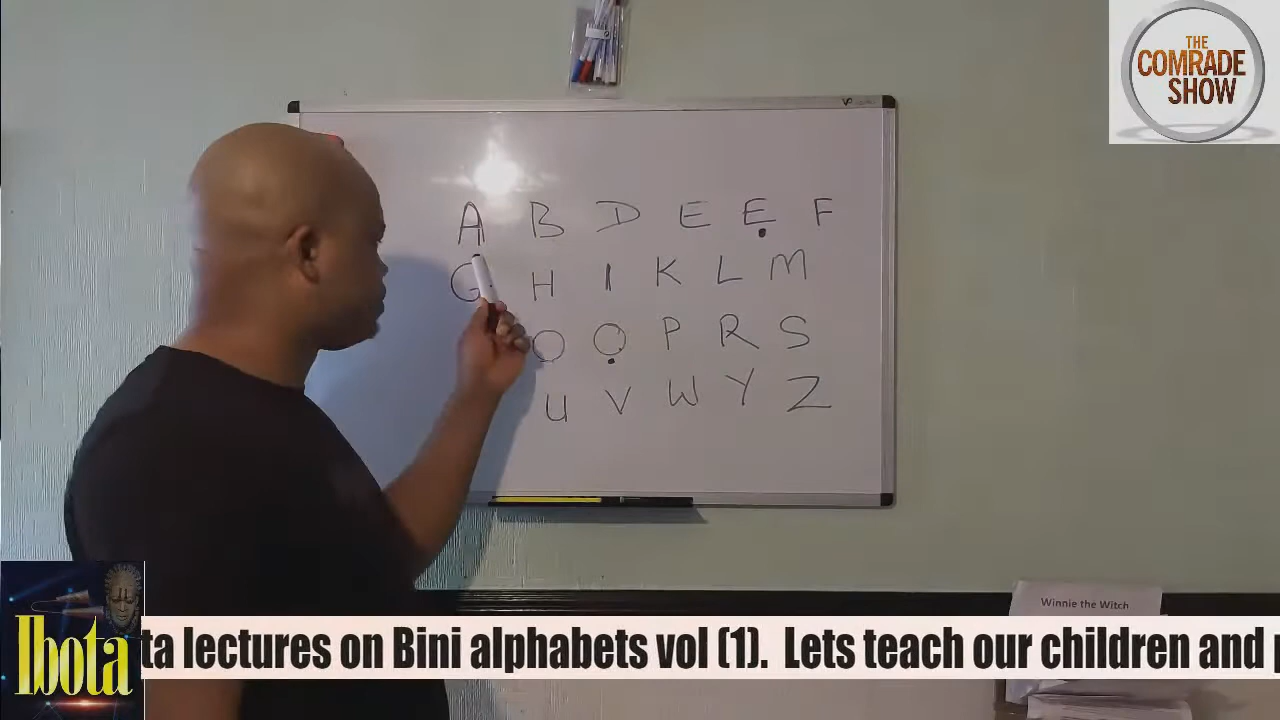 THE
COMRADE
SHOW
A B D E Ẹ F
G H I K L M
O Ọ P R S
U V W Y Z
Winnie the Witch
Ibota
ta lectures on Bini alphabets vol (1). Lets teach our children and